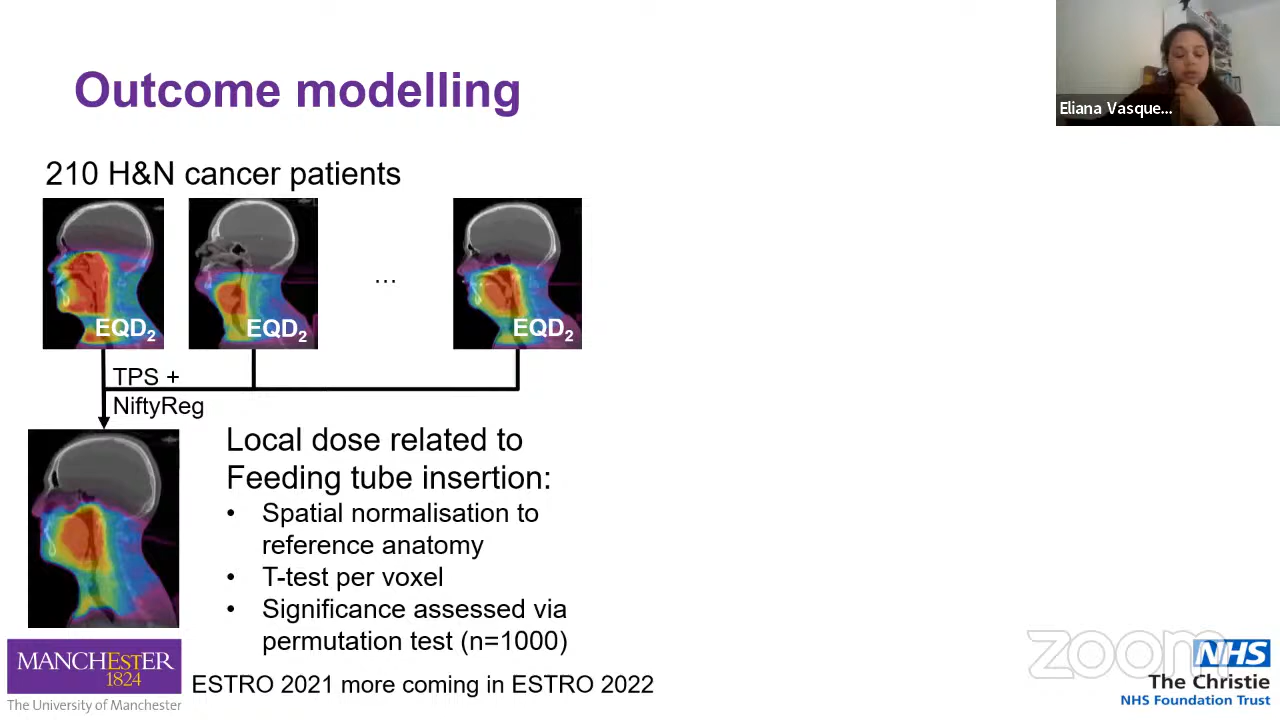 Outcome modelling
Eliana Vasque...
210 H&N cancer patients
EQD2
EQD2
...
EQD2
TPS +
NiftyReg
Local dose related to
Feeding tube insertion:
• Spatial normalisation to
reference anatomy
• T-test per voxel
• Significance assessed via
permutation test (n=1000)
MANCHESTER
1824
The University of Manchester
ESTRO 2021 more coming in ESTRO 2022
zoom
NHS
The Christie
NHS Foundation Trust